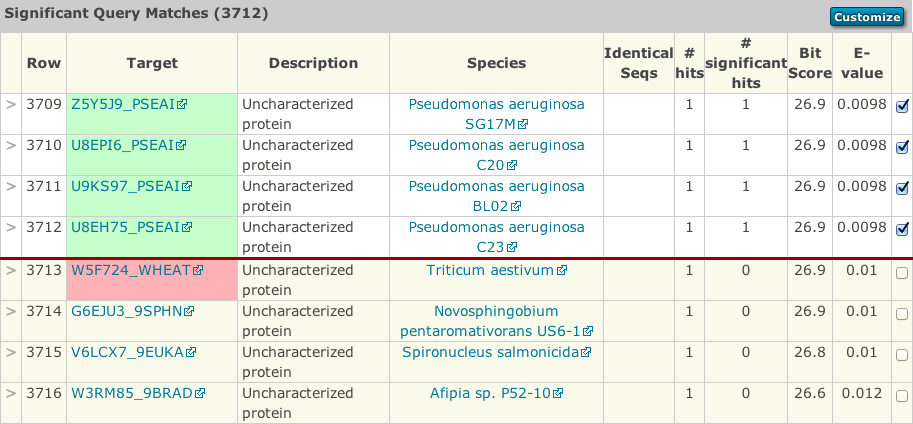 Significant Query Matches (3712)
Customize
Row Target Description Species Identical Seqs # hits # significant hits Bit Score E-value
> 3709 Z5Y5J9_PSEAI Uncharacterized protein Pseudomonas aeruginosa SG17M 1 1 26.9 0.0098
> 3710 U8EPI6_PSEAI Uncharacterized protein Pseudomonas aeruginosa C20 1 1 26.9 0.0098
> 3711 U9KS97_PSEAI Uncharacterized protein Pseudomonas aeruginosa BL02 1 1 26.9 0.0098
> 3712 U8EH75_PSEAI Uncharacterized protein Pseudomonas aeruginosa C23 1 1 26.9 0.0098
> 3713 W5F724_WHEAT Uncharacterized protein Triticum aestivum 1 0 26.9 0.01
> 3714 G6EJU3_9SPHN Uncharacterized protein Novosphingobium pentaromativorans US6-1 1 0 26.9 0.01
> 3715 V6LCX7_9EUKA Uncharacterized protein Spironucleus salmonicida 1 0 26.8 0.01
> 3716 W3RM85_9BRAD Uncharacterized protein Afipia sp. P52-10 1 0 26.6 0.012